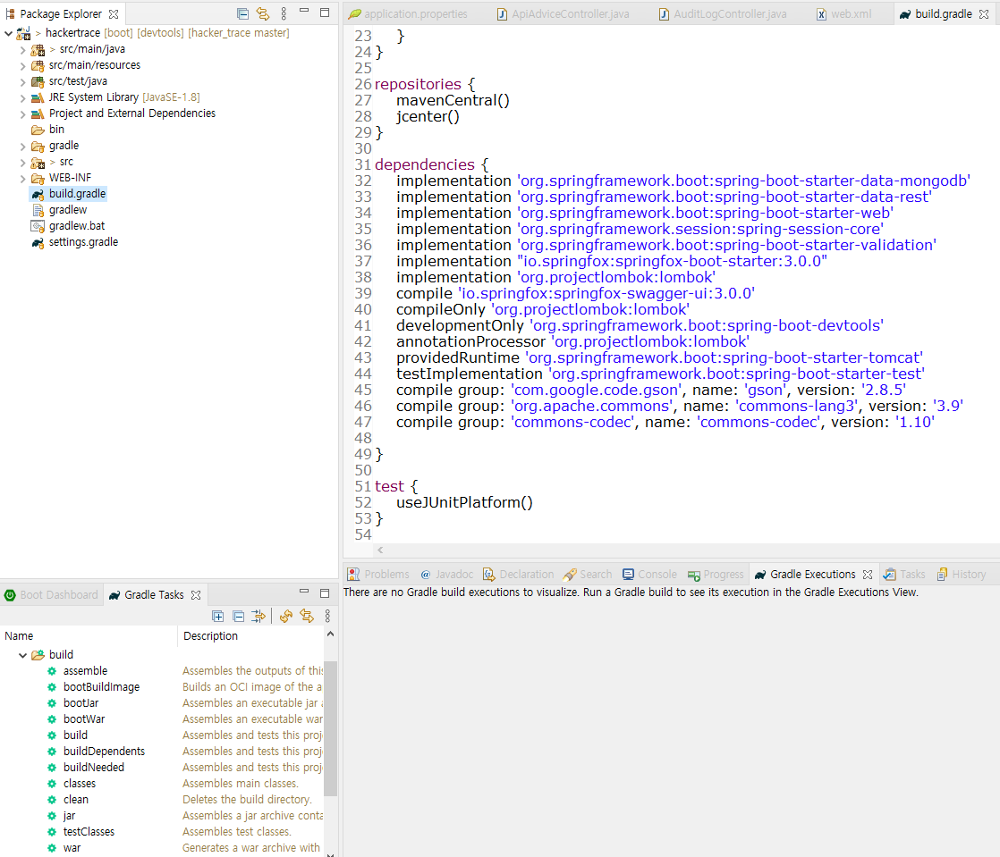 Package Explorer
hackertrace [boot] [devtools] [hacker_trace master]
src/main/java
src/main/resources
src/test/java
JRE System Library [JavaSE-1.8]
Project and External Dependencies
bin
gradle
src
WEB-INF
build.gradle
gradlew
gradlew.bat
settings.gradle
application.properties
ApiAdviceController.java
AuditLogController.java
web.xml
build.gradle
23 }
24 }
25
26 repositories {
27 mavenCentral()
28 jcenter()
29 }
30
31 dependencies {
32 implementation 'org.springframework.boot:spring-boot-starter-data-mongodb'
33 implementation 'org.springframework.boot:spring-boot-starter-data-rest'
34 implementation 'org.springframework.boot:spring-boot-starter-web'
35 implementation 'org.springframework.session:spring-session-core'
36 implementation 'org.springframework.boot:spring-boot-starter-validation'
37 implementation "io.springfox:springfox-boot-starter:3.0.0"
38 implementation 'org.projectlombok:lombok'
39 compile 'io.springfox:springfox-swagger-ui:3.0.0'
40 compileOnly 'org.projectlombok:lombok'
41 developmentOnly 'org.springframework.boot:spring-boot-devtools'
42 annotationProcessor 'org.projectlombok:lombok'
43 providedRuntime 'org.springframework.boot:spring-boot-starter-tomcat'
44 testImplementation 'org.springframework.boot:spring-boot-starter-test'
45 compile group: 'com.google.code.gson', name: 'gson', version: '2.8.5'
46 compile group: 'org.apache.commons', name: 'commons-lang3', version: '3.9'
47 compile group: 'commons-codec', name: 'commons-codec', version: '1.10'
48
49 }
50
51 test {
52 useJUnitPlatform()
53 }
54
Boot Dashboard
Gradle Tasks
Name Description
build
assemble Assembles the outputs of this
bootBuildImage Builds an OCI image of the a
bootJar Assembles an executable jar a
bootWar Assembles an executable war
build Assembles and tests this proj
buildDependents Assembles and tests this proj
buildNeeded Assembles and tests this proj
classes Assembles main classes.
clean Deletes the build directory.
jar Assembles a jar archive conta
testClasses Assembles test classes.
war Generates a war archive with
Problems
Javadoc
Declaration
Search
Console
Progress
Gradle Executions
Tasks
History
There are no Gradle build executions to visualize. Run a Gradle build to see its execution in the Gradle Executions View.